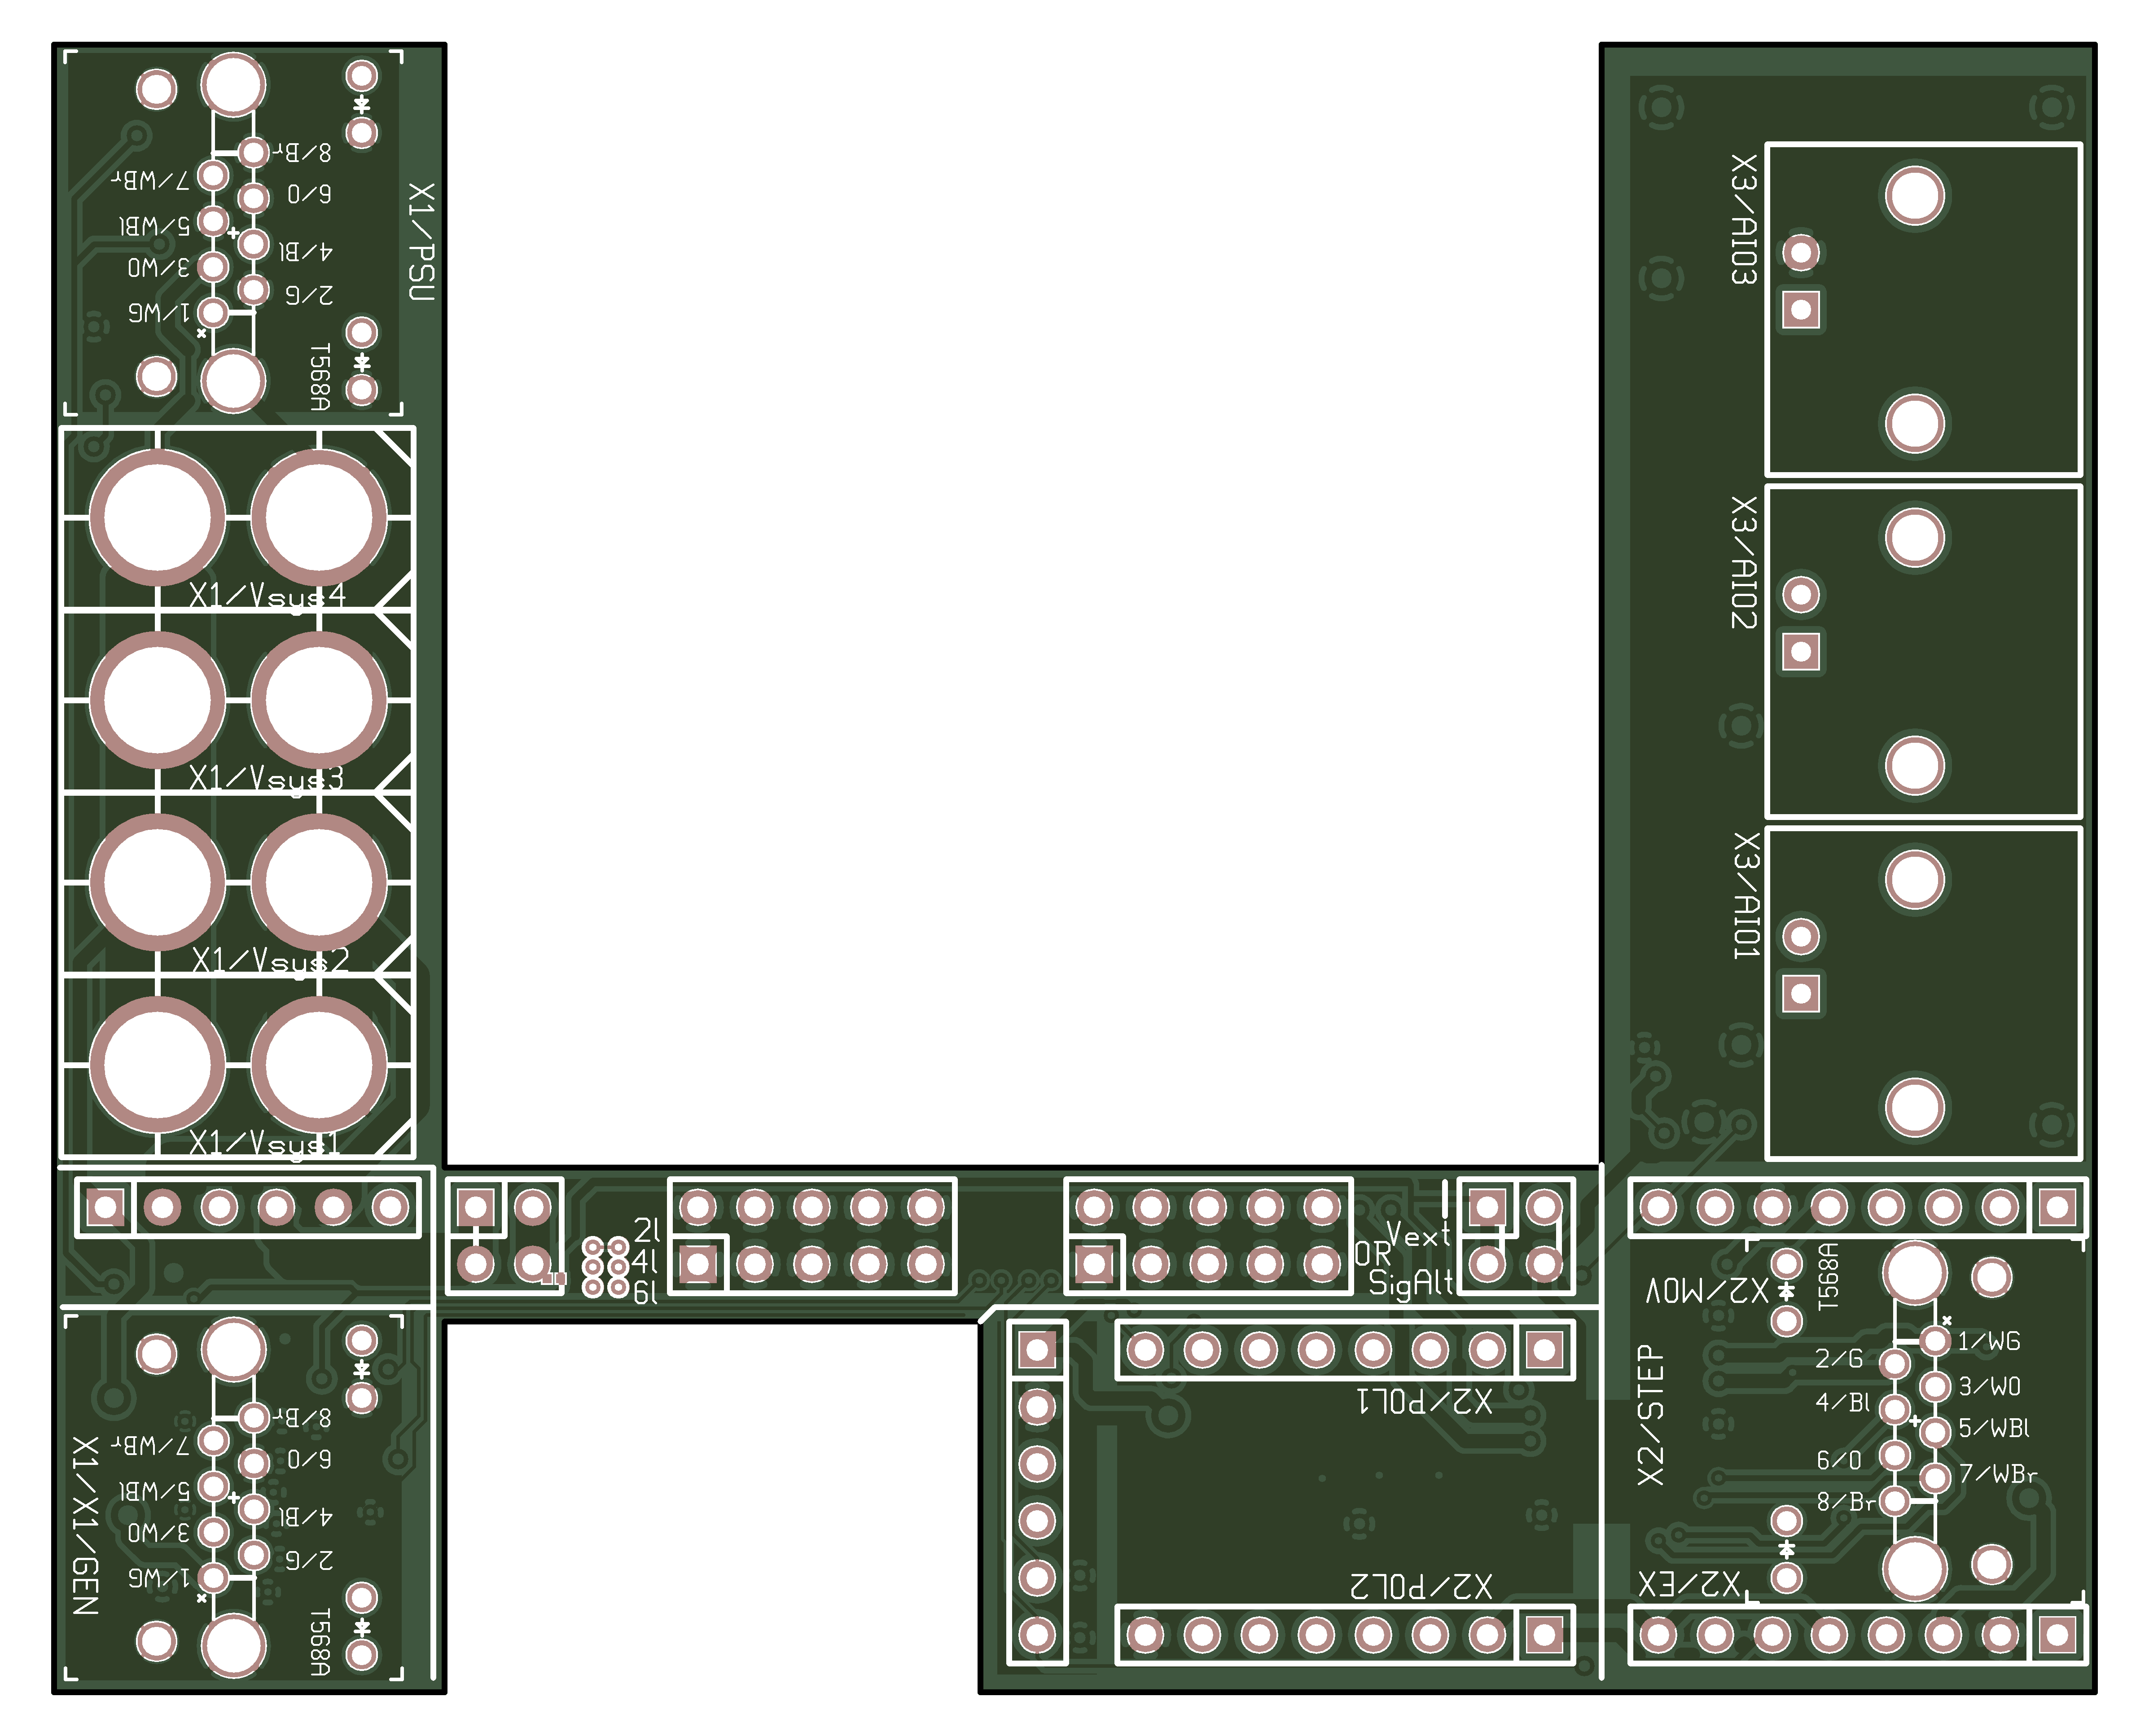 8/Br
7/WBr
6/O
5/WBl
4/Bl
3/WO
2/G
1/WG
T568A
X1/PSU
X1/Vsys4
X1/Vsys3
X1/Vsys2
X1/Vsys1
X3/AIO3
X3/AIO2
X3/AIO1
2l
4l
6l
Vext
OR
SigAlt
8/Br
7/WBr
6/O
5/WBl
4/Bl
3/WO
2/G
1/WG
T568A
X1/X1/GEN
X2/POL1
X2/POL2
X2/MOV
T568A
X2/STEP
1/WG
2/G
3/WO
4/Bl
5/WBl
6/O
7/WBr
8/Br
X2/EX